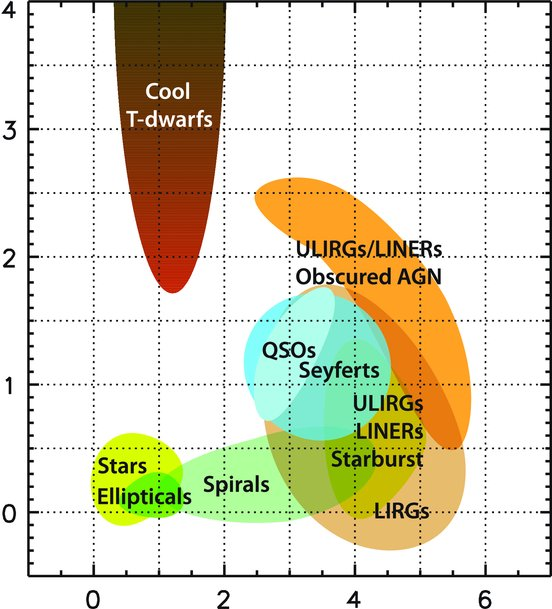 4
Cool
T-dwarfs
3
ULIRGs/LINERs
2
Obscured AGN
QSOs
Seyferts
1
ULIRGs
LINERs
Starburst
Stars
Spirals
Ellipticals
LIRGs
0
0
2
4
6